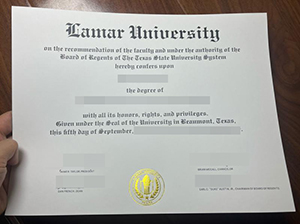 Lamar University
on the recommendation of the faculty and under the authority of the
Board of Regents of The Texas State University System
hereby confers upon
the degree of
with all its honors, rights, and privileges.
Given under the Seal of the University in Beaumont, Texas,
this fifth day of September,